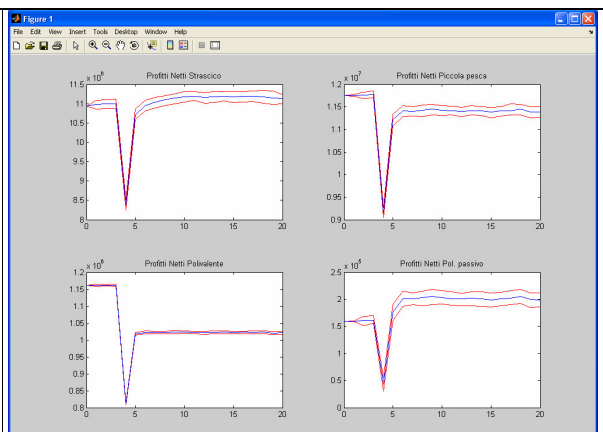 Figure 1
File Edit View Insert Tools Desktop Window Help
Profitti Netti Strascico
x 10^6
11.5
11
10.5
10
9.5
9
8.5
8
0 5 10 15 20
Profitti Netti Piccola pesca
x 10^7
1.2
1.15
1.1
1.05
1
0.95
0.9
0 5 10 15 20
Profitti Netti Polivalente
x 10^6
1.2
1.15
1.1
1.05
1
0.95
0.9
0.85
0.8
0 5 10 15 20
Profitti Netti Pol. passivo
x 10^5
2.5
2
1.5
1
0.5
0
0 5 10 15 20